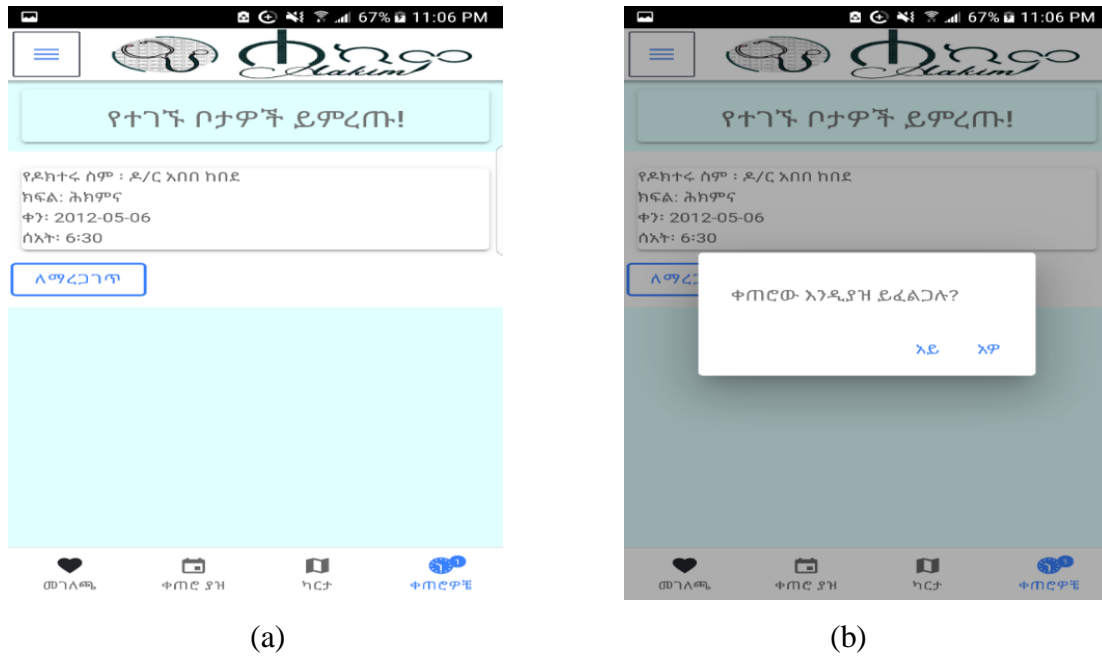 67% 11:06 PM
Hakim
የተገኙ ቦታዎች ይምረጡ!
የዶክተሩ ስም : ዶ/ር አበበ ከበደ
ክፍል: ሕክምና
ቀን: 2012-05-06
ሰአት: 6:30
ለማረጋገጥ
መገለጫ
ቀጠሮ ያዝ
ካርታ
1
ቀጠሮዎቼ
(a)
67% 11:06 PM
Hakim
የተገኙ ቦታዎች ይምረጡ!
የዶክተሩ ስም : ዶ/ር አበበ ከበደ
ክፍል: ሕክምና
ቀን: 2012-05-06
ሰአት: 6:30
ለማረጋ
ቀጠሮው እንዲያዝ ይፈልጋሉ?
አይ አዎ
መገለጫ
ቀጠሮ ያዝ
ካርታ
1
ቀጠሮዎቼ
(b)